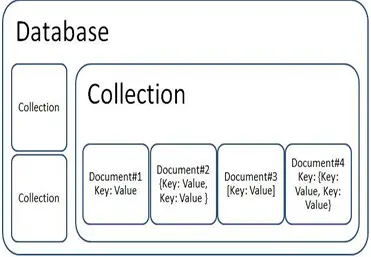 Database
Collection
Collection
Collection
Document#1
Key: Value
Document#2
{Key: Value,
Key: Value }
Document#3
[Key: Value]
Document#4
Key: {Key:
Value, Key:
Value}